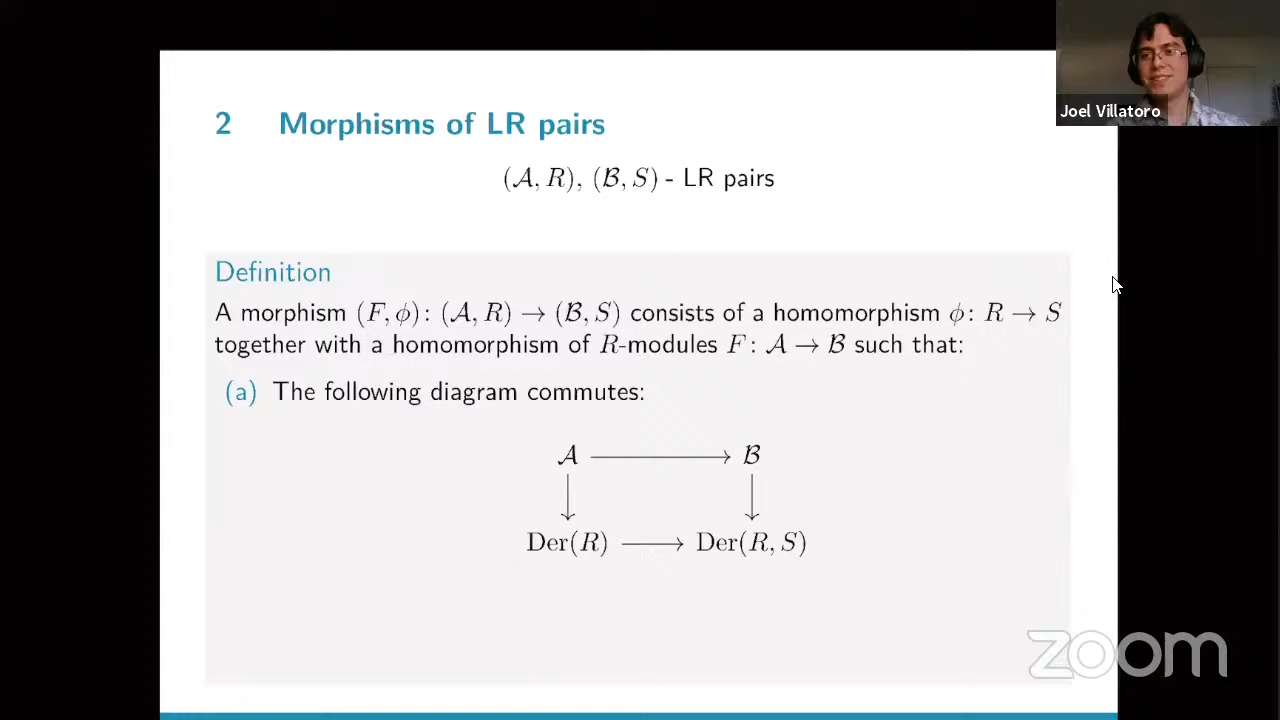 Joel Villatoro
2 Morphisms of LR pairs
(𝒜, R), (ℬ, S) - LR pairs
Definition
A morphism (F, ϕ): (𝒜, R) → (ℬ, S) consists of a homomorphism ϕ: R → S
together with a homomorphism of R-modules F: 𝒜 → ℬ such that:
(a) The following diagram commutes:
𝒜 → ℬ
↓ ↓
Der(R) → Der(R, S)
zoom